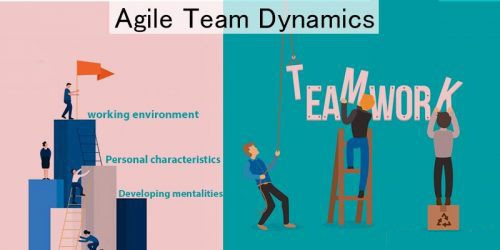 Agile Team Dynamics
working environment
Personal characteristics
Developing mentalities
TEAMWORK